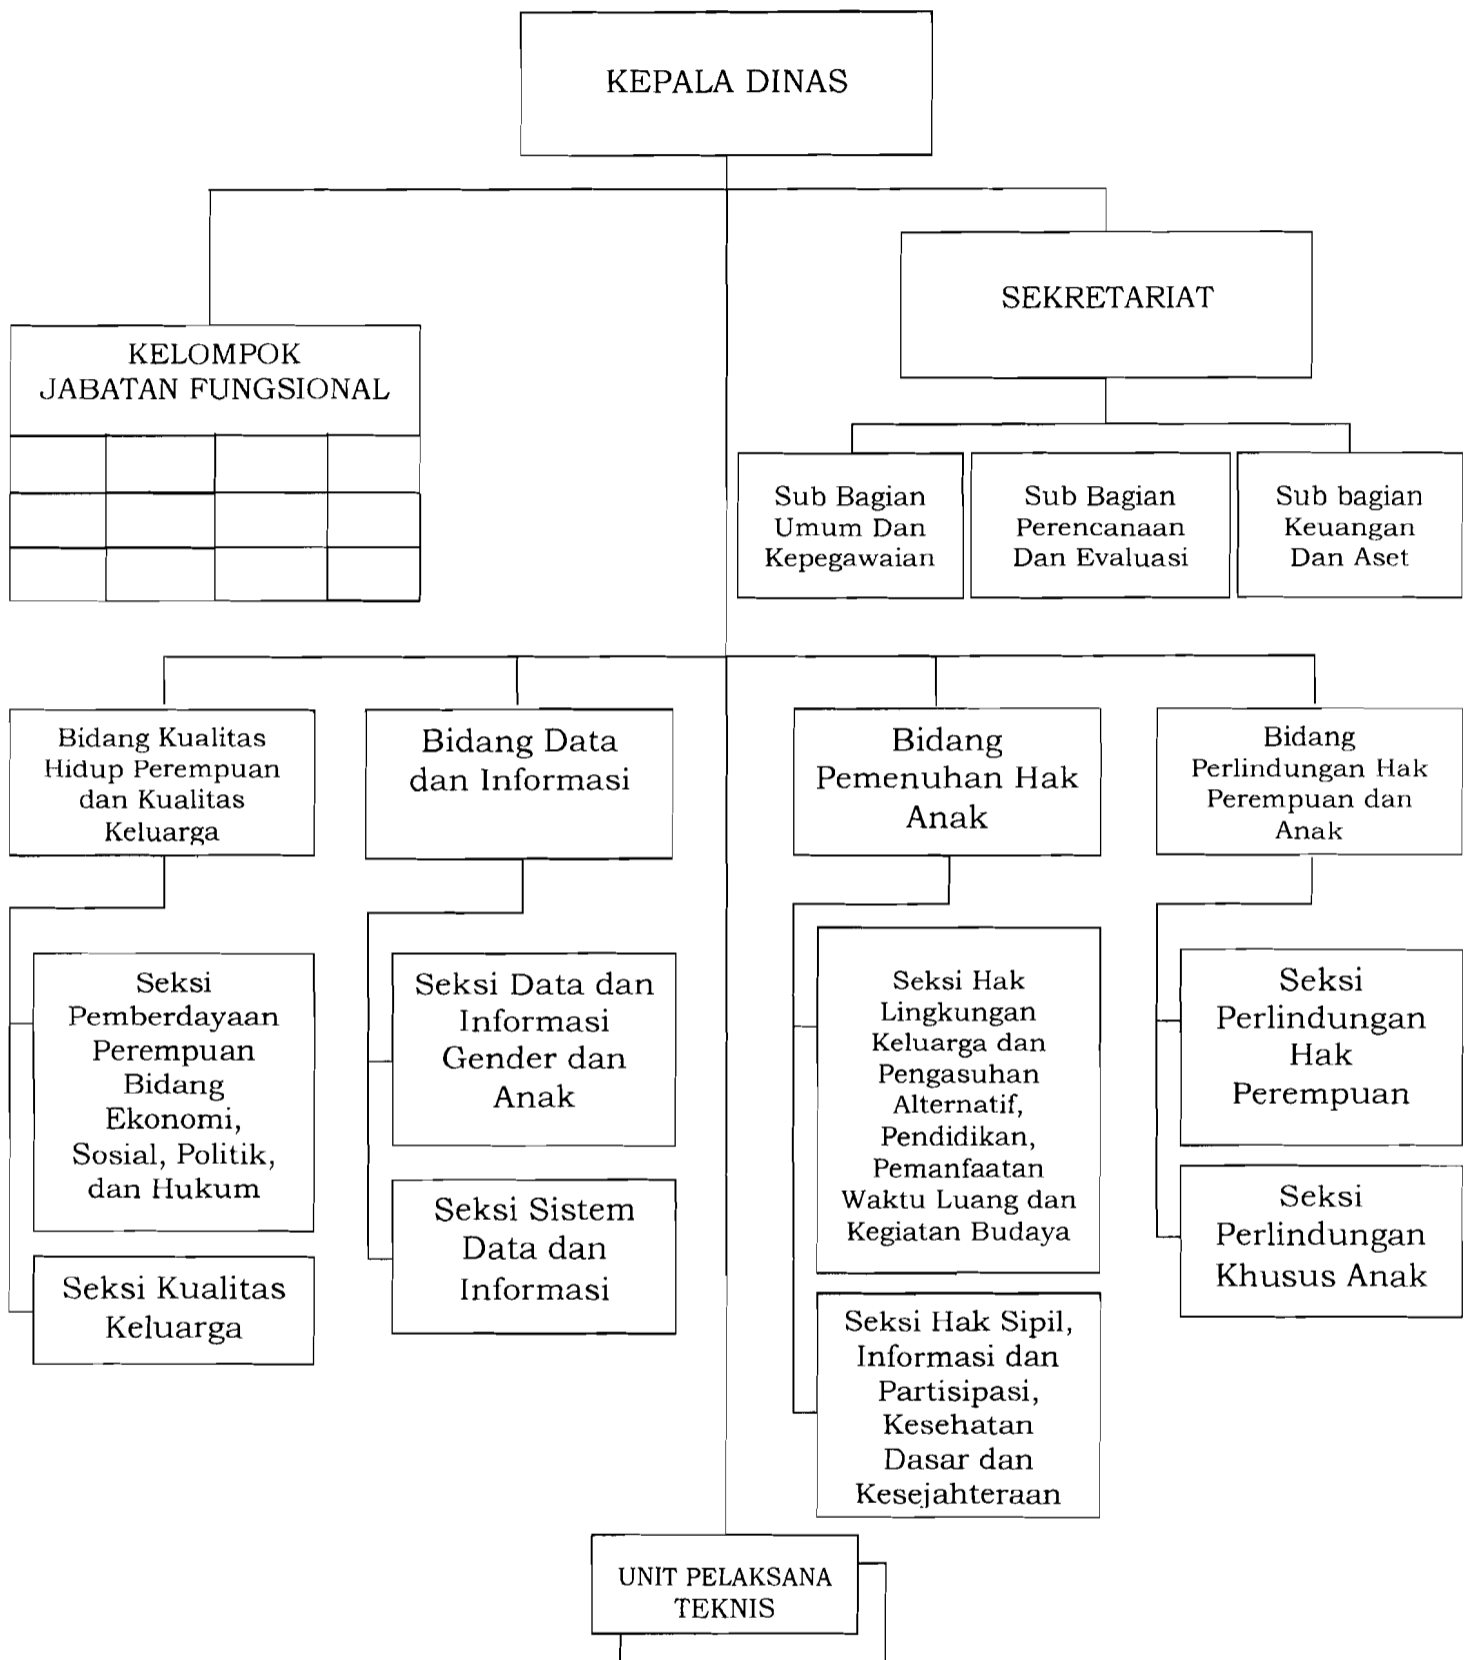 KEPALA DINAS
SEKRETARIAT
KELOMPOK
JABATAN FUNGSIONAL
Sub Bagian
Umum Dan
Kepegawaian
Sub Bagian
Perencanaan
Dan Evaluasi
Sub bagian
Keuangan
Dan Aset
Bidang Kualitas
Hidup Perempuan
dan Kualitas
Keluarga
Bidang Data
dan Informasi
Bidang
Pemenuhan Hak
Anak
Bidang
Perlindungan Hak
Perempuan dan
Anak
Seksi
Pemberdayaan
Perempuan
Bidang
Ekonomi,
Sosial, Politik,
dan Hukum
Seksi Kualitas
Keluarga
Seksi Data dan
Informasi
Gender dan
Anak
Seksi Sistem
Data dan
Informasi
Seksi Hak
Lingkungan
Keluarga dan
Pengasuhan
Alternatif,
Pendidikan,
Pemanfaatan
Waktu Luang dan
Kegiatan Budaya
Seksi Hak Sipil,
Informasi dan
Partisipasi,
Kesehatan
Dasar dan
Kesejahteraan
Seksi
Perlindungan
Hak
Perempuan
Seksi
Perlindungan
Khusus Anak
UNIT PELAKSANA
TEKNIS